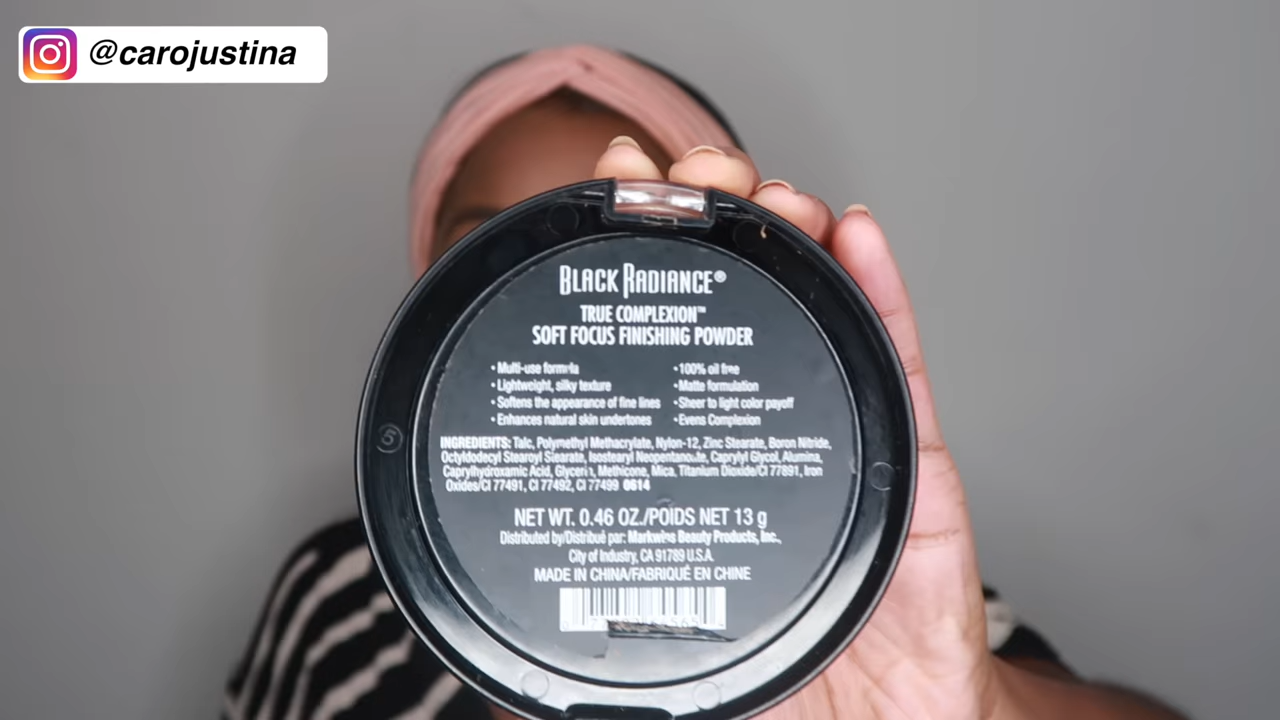 @carojustina
BLACK RADIANCE®
TRUE COMPLEXION™
SOFT FOCUS FINISHING POWDER
• Multi-use formula
• Lightweight, silky texture
• Softens the appearance of fine lines
• Enhances natural skin undertones
• 100% oil free
• Matte formulation
• Sheer to light color payoff
• Evens Complexion
INGREDIENTS: Talc, Polymethyl Methacrylate, Nylon-12, Zinc Stearate, Boron Nitride,
Octyldodecyl Stearoyl Stearate, Isostearyl Neopentanoate, Caprylyl Glycol, Alumina,
Caprylhydroxamic Acid, Glycerin, Methicone, Mica, Titanium Dioxide/CI 77891, Iron
Oxides/CI 77491, CI 77492, CI 77499 0614
NET WT. 0.46 OZ./POIDS NET 13 g
Distributed by/Distribué par: Markwins Beauty Products, Inc.,
City of Industry, CA 91789 U.S.A.
MADE IN CHINA/FABRIQUÉ EN CHINE
5